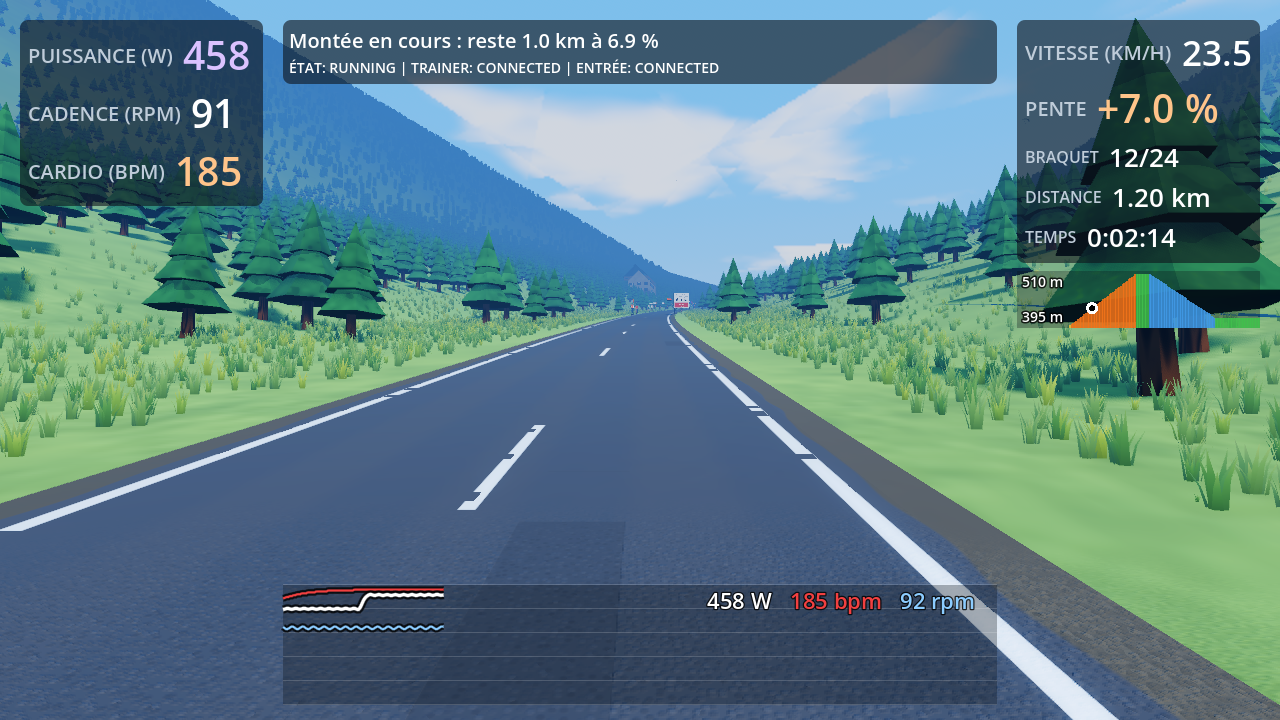 PUISSANCE (W) 458
CADENCE (RPM) 91
CARDIO (BPM) 185
Montée en cours : reste 1.0 km à 6.9 %
ÉTAT: RUNNING | TRAINER: CONNECTED | ENTRÉE: CONNECTED
VITESSE (KM/H) 23.5
PENTE +7.0 %
BRAQUET 12/24
DISTANCE 1.20 km
TEMPS 0:02:14
510 m
395 m
458 W 185 bpm 92 rpm